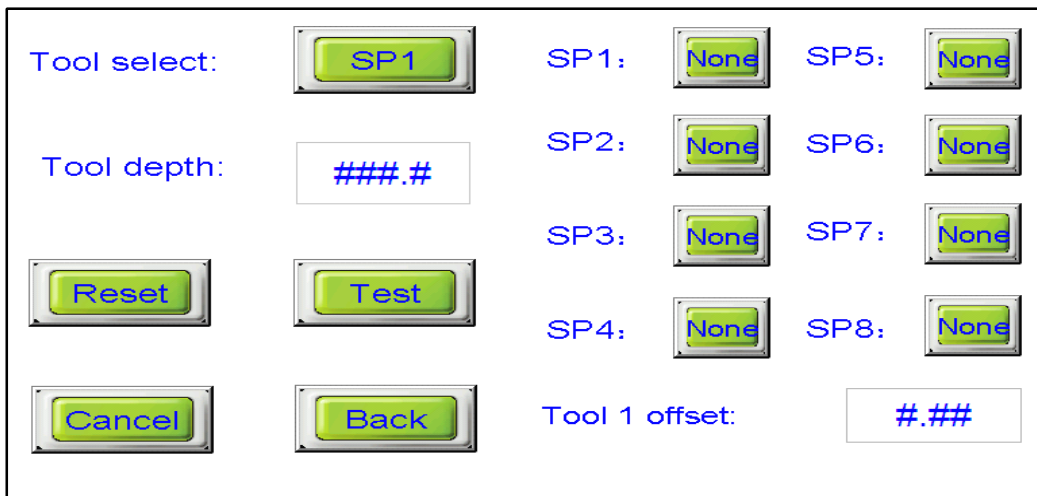 Tool select: SP1 SP1: None SP5: None
Tool depth: ###.# SP2: None SP6: None
SP3: None SP7: None
Reset Test
SP4: None SP8: None
Cancel Back Tool 1 offset: #.##